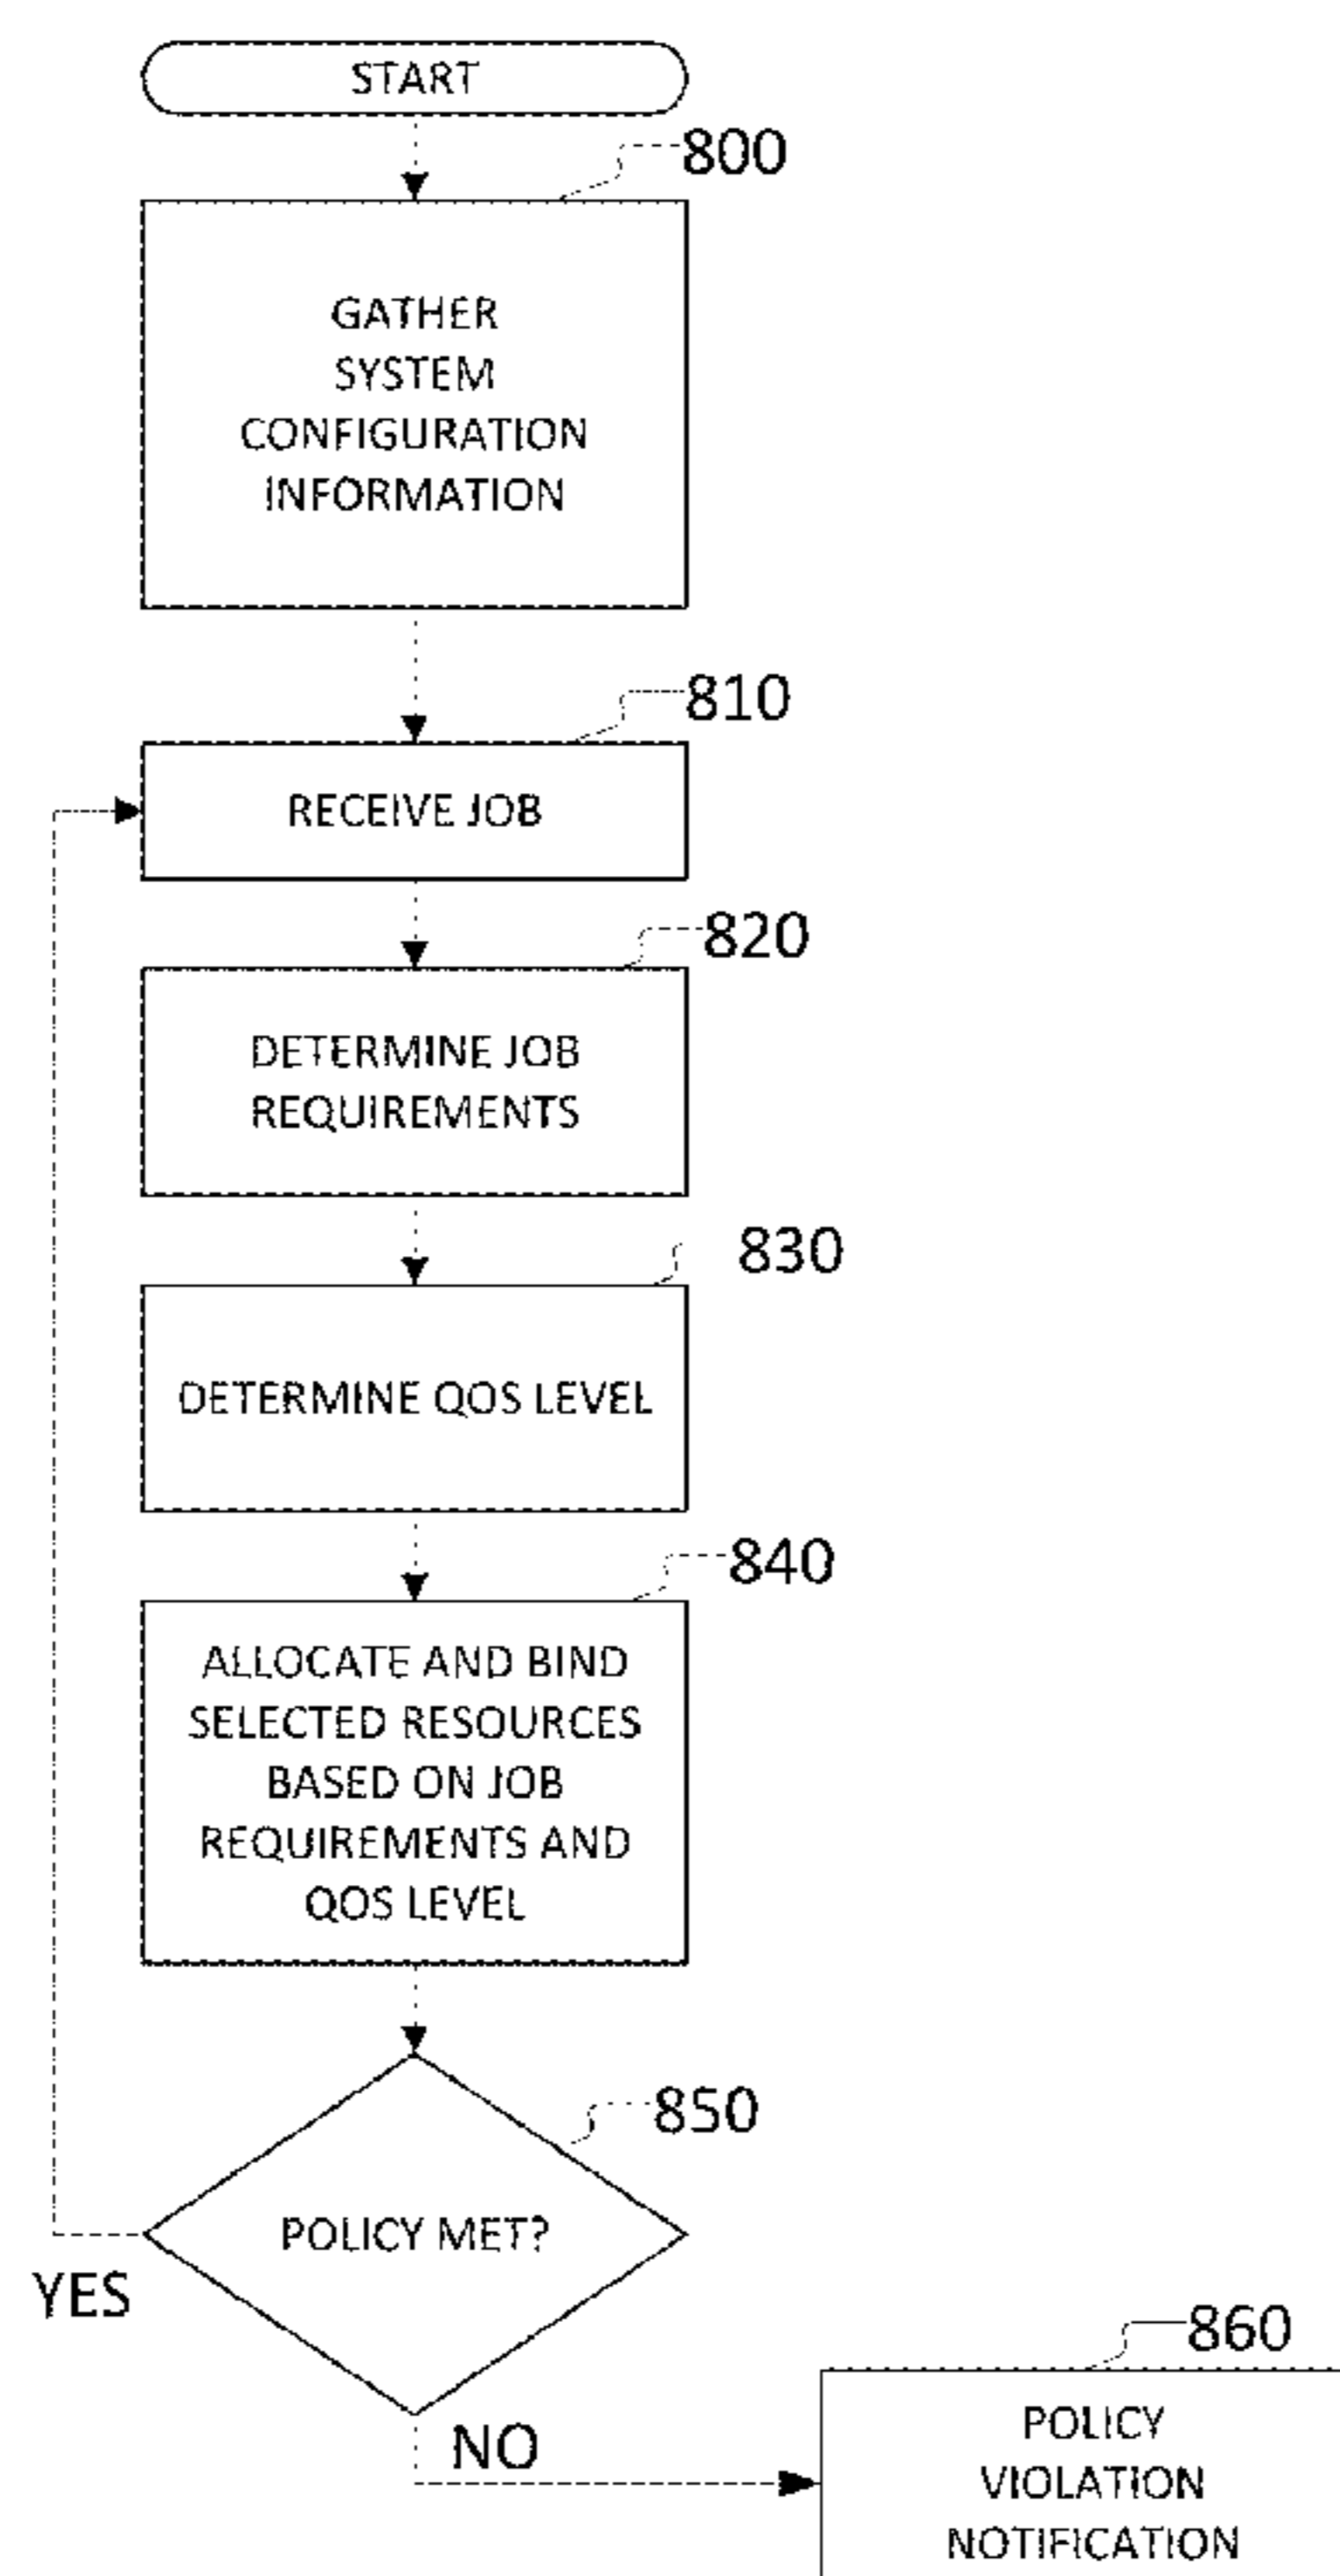 START
800
GATHER
SYSTEM
CONFIGURATION
INFORMATION
810
RECEIVE JOB
820
DETERMINE JOB
REQUIREMENTS
830
DETERMINE QOS LEVEL
840
ALLOCATE AND BIND
SELECTED RESOURCES
BASED ON JOB
REQUIREMENTS AND
QOS LEVEL
850
POLICY MET?
YES
NO
860
POLICY
VIOLATION
NOTIFICATION